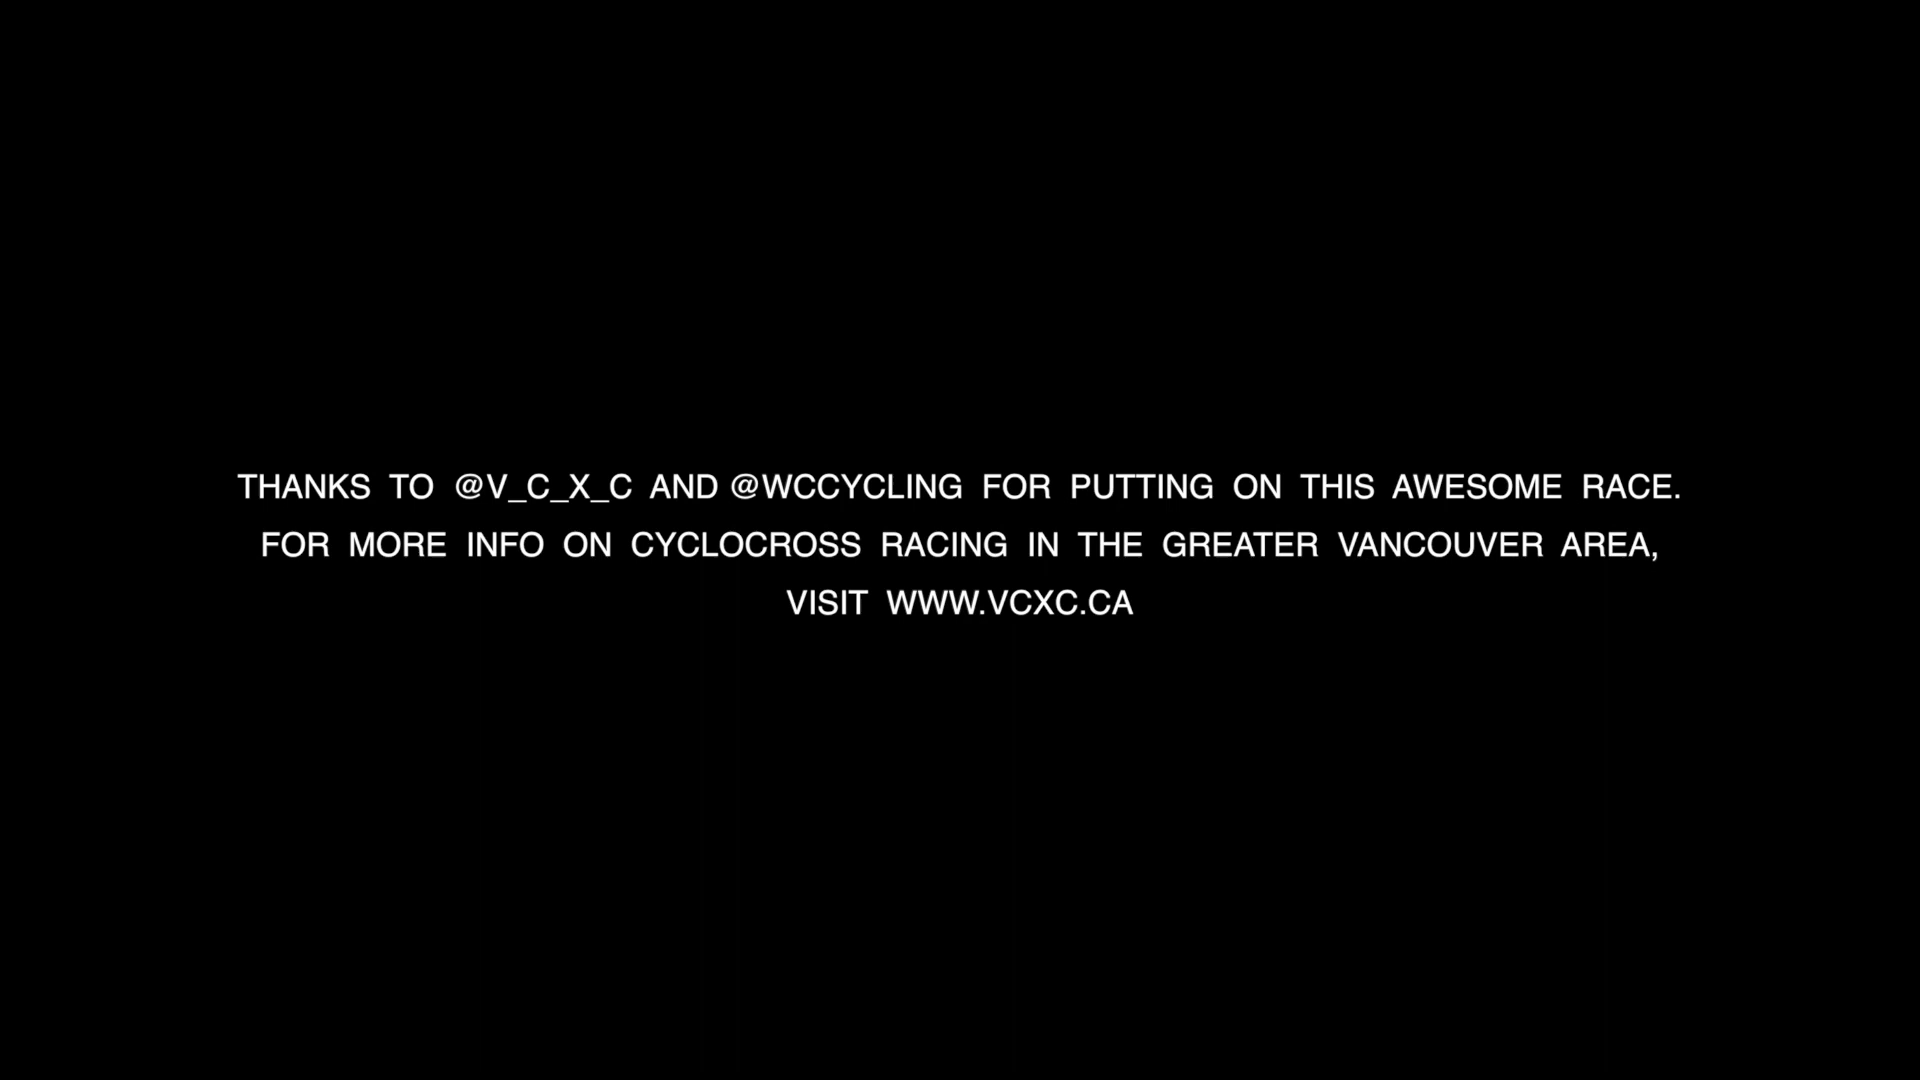 THANKS TO @V_C_X_C AND @WCCYCLING FOR PUTTING ON THIS AWESOME RACE.
FOR MORE INFO ON CYCLOCROSS RACING IN THE GREATER VANCOUVER AREA,
VISIT WWW.VCXC.CA